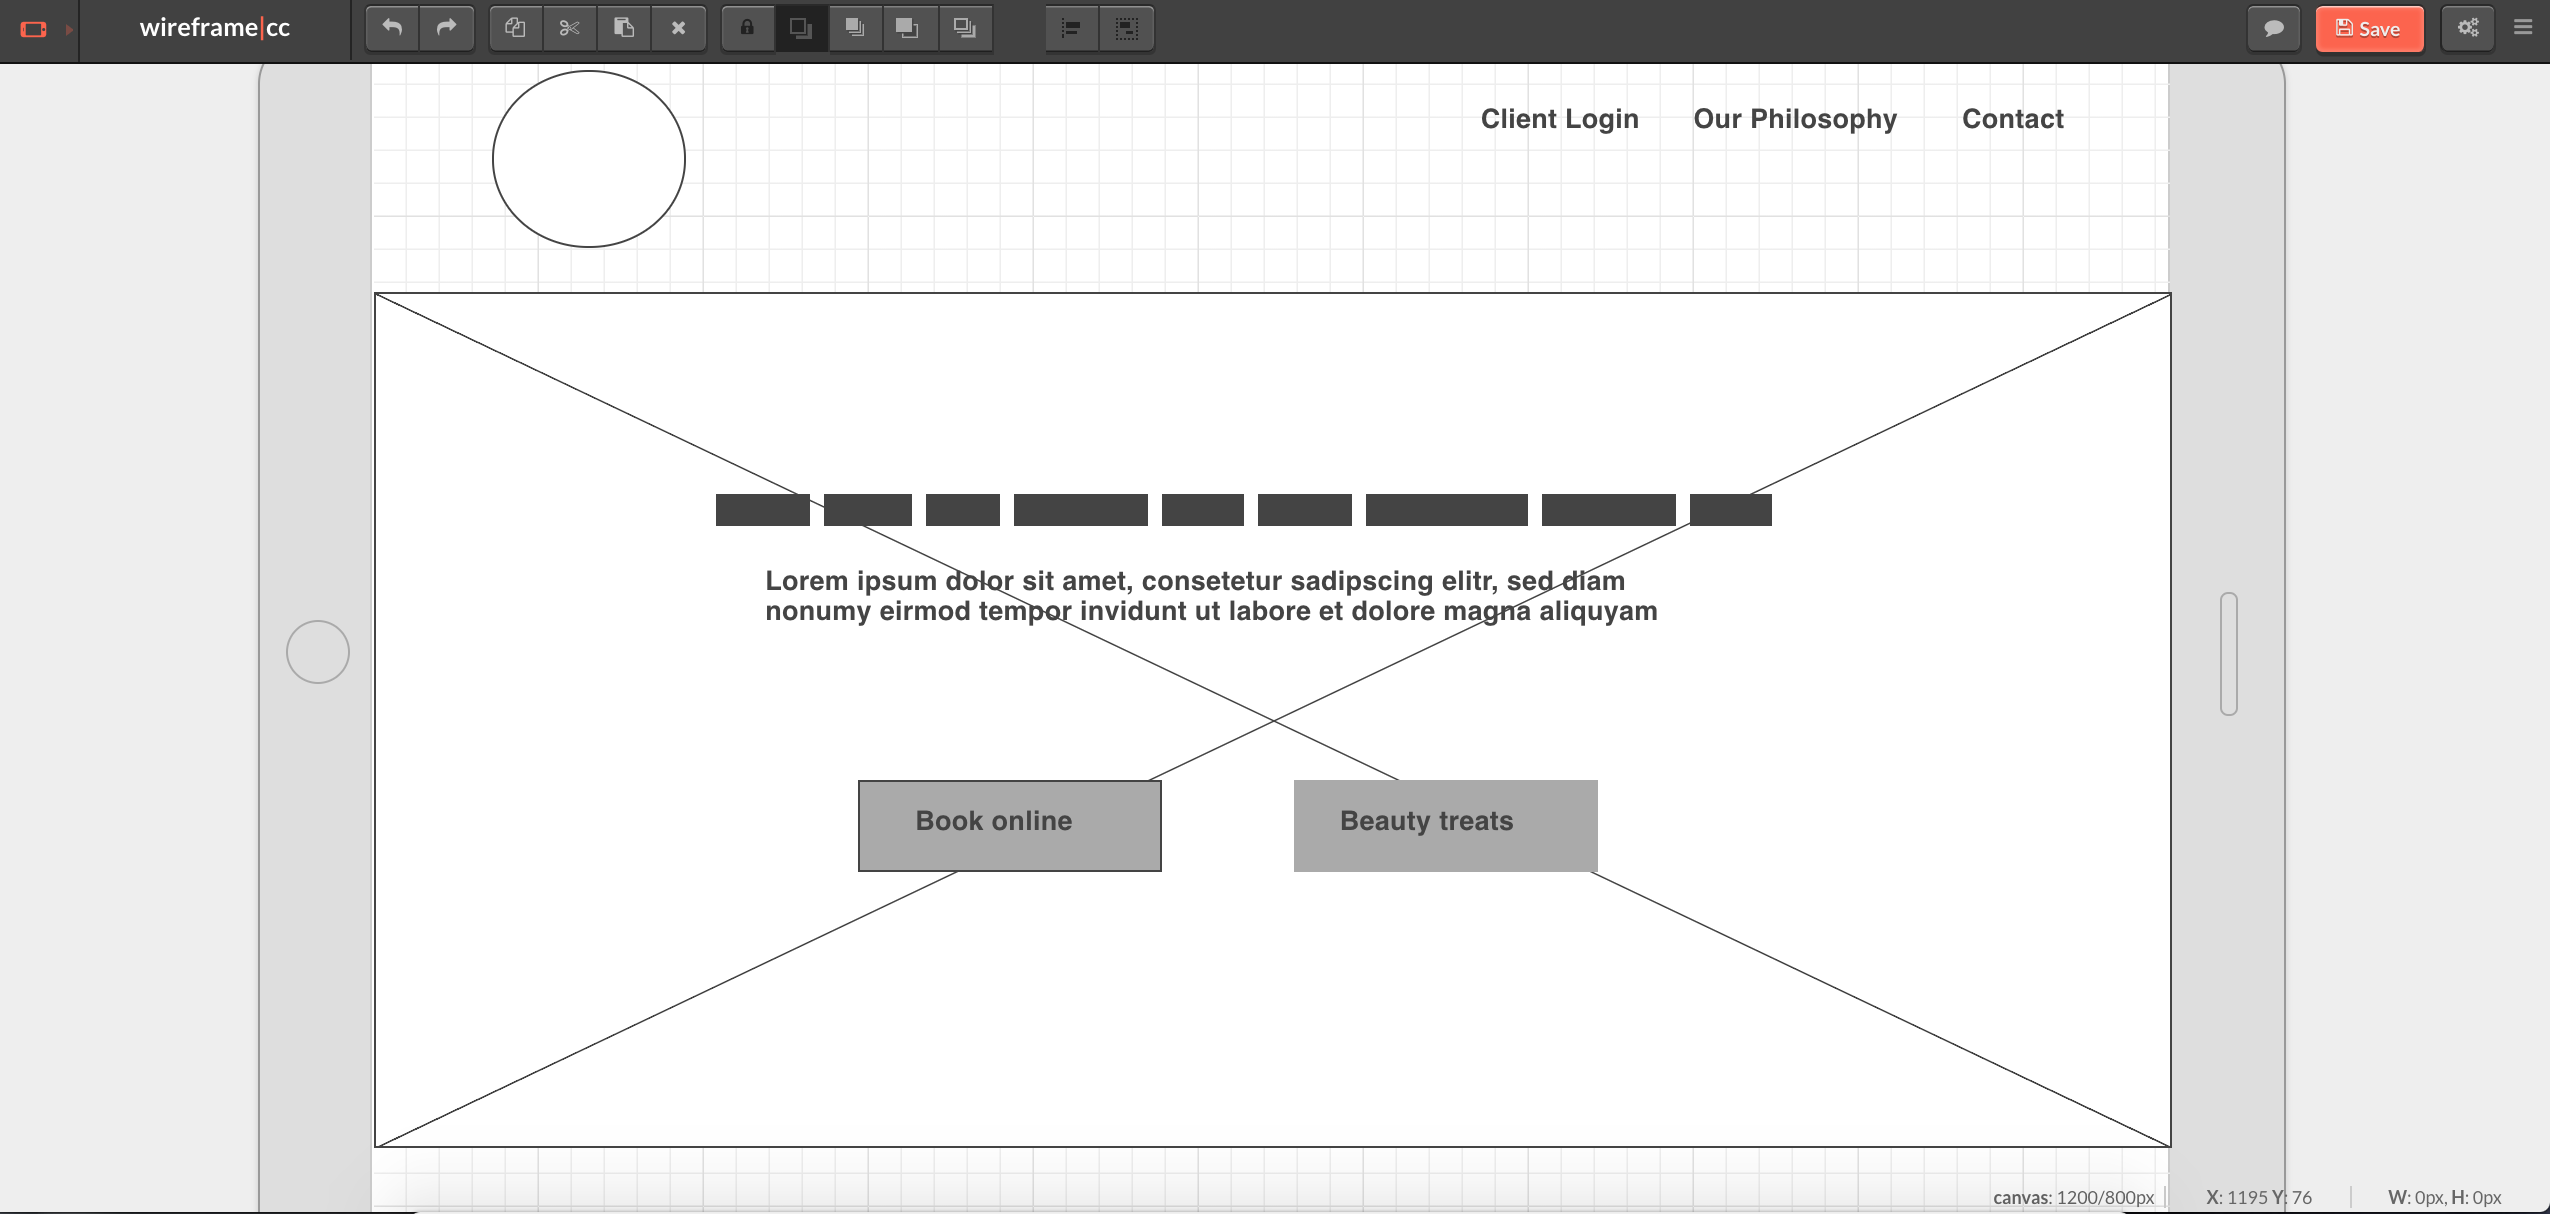 wireframe|cc
Save
Client Login Our Philosophy Contact
Lorem ipsum dolor sit amet, consetetur sadipscing elitr, sed diam
nonumy eirmod tempor invidunt ut labore et dolore magna aliquyam
Book online Beauty treats
canvas: 1200/800px X: 1195 Y: 76 W: 0px, H: 0px